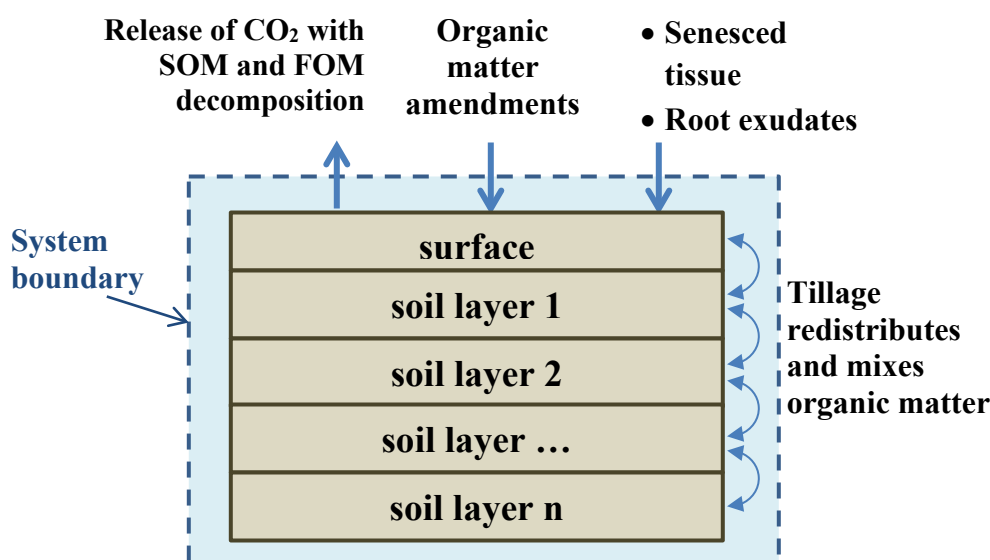 Release of CO₂ with
SOM and FOM
decomposition
Organic
matter
amendments
• Senesced
tissue
• Root exudates
System
boundary
surface
soil layer 1
soil layer 2
soil layer …
soil layer n
Tillage
redistributes
and mixes
organic matter